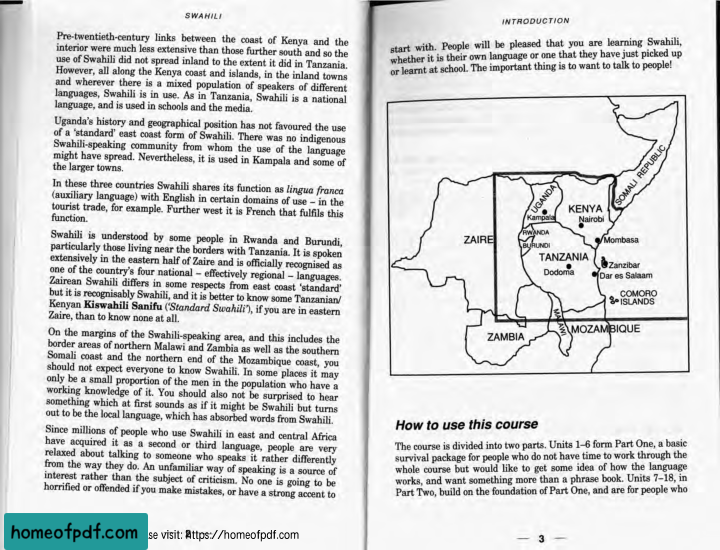 SWAHILI
Pre-twentieth-century links between the coast of Kenya and the
interior were much less extensive than those further south and so the
use of Swahili did not spread inland to the extent it did in Tanzania.
However, all along the Kenya coast and islands, in the inland towns
and wherever there is a mixed population of speakers of different
languages, Swahili is in use. As in Tanzania, Swahili is a national
language, and is used in schools and the media.
Uganda's history and geographical position has not favoured the use
of a 'standard' east coast form of Swahili. There was no indigenous
Swahili-speaking community from whom the use of the language
might have spread. Nevertheless, it is used in Kampala and some of
the larger towns.
In these three countries Swahili shares its function as lingua franca
(auxiliary language) with English in certain domains of use – in the
tourist trade, for example. Further west it is French that fulfils this
function.
Swahili is understood by some people in Rwanda and Burundi,
particularly those living near the borders with Tanzania. It is spoken
extensively in the eastern half of Zaire and is officially recognised as
one of the country's four national – effectively regional – languages.
Zairean Swahili differs in some respects from east coast 'standard'
but it is recognisably Swahili, and it is better to know some Tanzanian/
Kenyan Kiswahili Sanifu ('Standard Swahili'), if you are in eastern
Zaire, than to know none at all.
On the margins of the Swahili-speaking area, and this includes the
border areas of northern Malawi and Zambia as well as the southern
Somali coast and the northern end of the Mozambique coast, you
should not expect everyone to know Swahili. In some places it may
only be a small proportion of the men in the population who have a
working knowledge of it. You should also not be surprised to hear
something which at first sounds as if it might be Swahili but turns
out to be the local language, which has absorbed words from Swahili.
Since millions of people who use Swahili in east and central Africa
have acquired it as a second or third language, people are very
relaxed about talking to someone who speaks it rather differently
from the way they do. An unfamiliar way of speaking is a source of
interest rather than the subject of criticism. No one is going to be
horrified or offended if you make mistakes, or have a strong accent to
homeofpdf.com
se visit: https://homeofpdf.com
INTRODUCTION
start with. People will be pleased that you are learning Swahili,
whether it is their own language or one that they have just picked up
or learnt at school. The important thing is to want to talk to people!
SOMALI REPUBLIC
UGANDA
KENYA
Kampala
Nairobi
ZAIRE
RWANDA
BURUNDI
Mombasa
TANZANIA
Zanzibar
Dodoma
Dar es Salaam
COMORO
ISLANDS
MALAWI
MOZAMBIQUE
ZAMBIA
How to use this course
The course is divided into two parts. Units 1–6 form Part One, a basic
survival package for people who do not have time to work through the
whole course but would like to get some idea of how the language
works, and want something more than a phrase book. Units 7–18, in
Part Two, build on the foundation of Part One, and are for people who
— 3 —